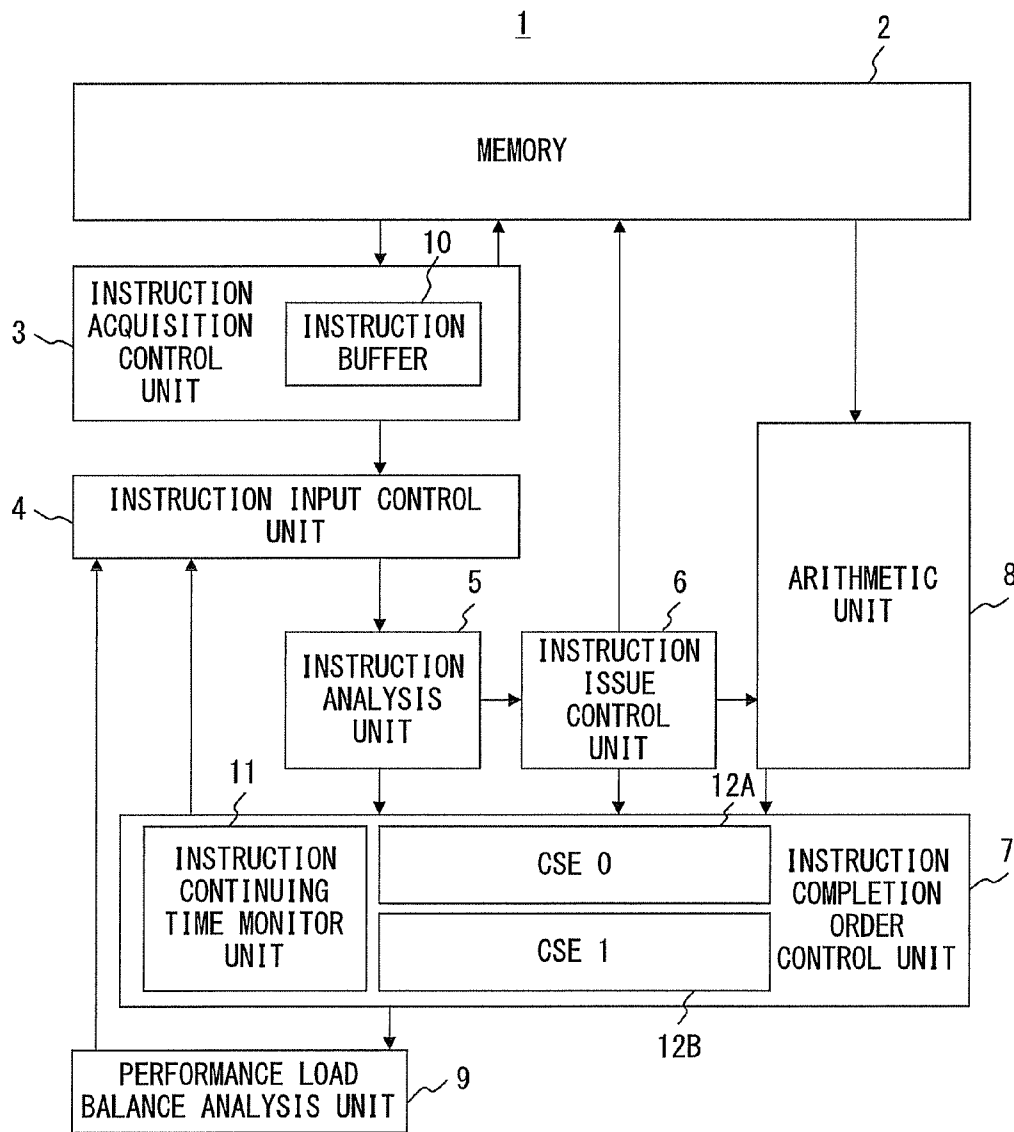 1
2
MEMORY
10
INSTRUCTION
ACQUISITION
CONTROL
UNIT
INSTRUCTION
BUFFER
3
INSTRUCTION INPUT CONTROL
UNIT
4
5
6
ARITHMETIC
UNIT
8
INSTRUCTION
ANALYSIS
UNIT
INSTRUCTION
ISSUE
CONTROL
UNIT
11
12A
INSTRUCTION
CONTINUING
TIME MONITOR
UNIT
CSE 0
CSE 1
INSTRUCTION
COMPLETION
ORDER
CONTROL UNIT
7
12B
PERFORMANCE LOAD
BALANCE ANALYSIS UNIT
9